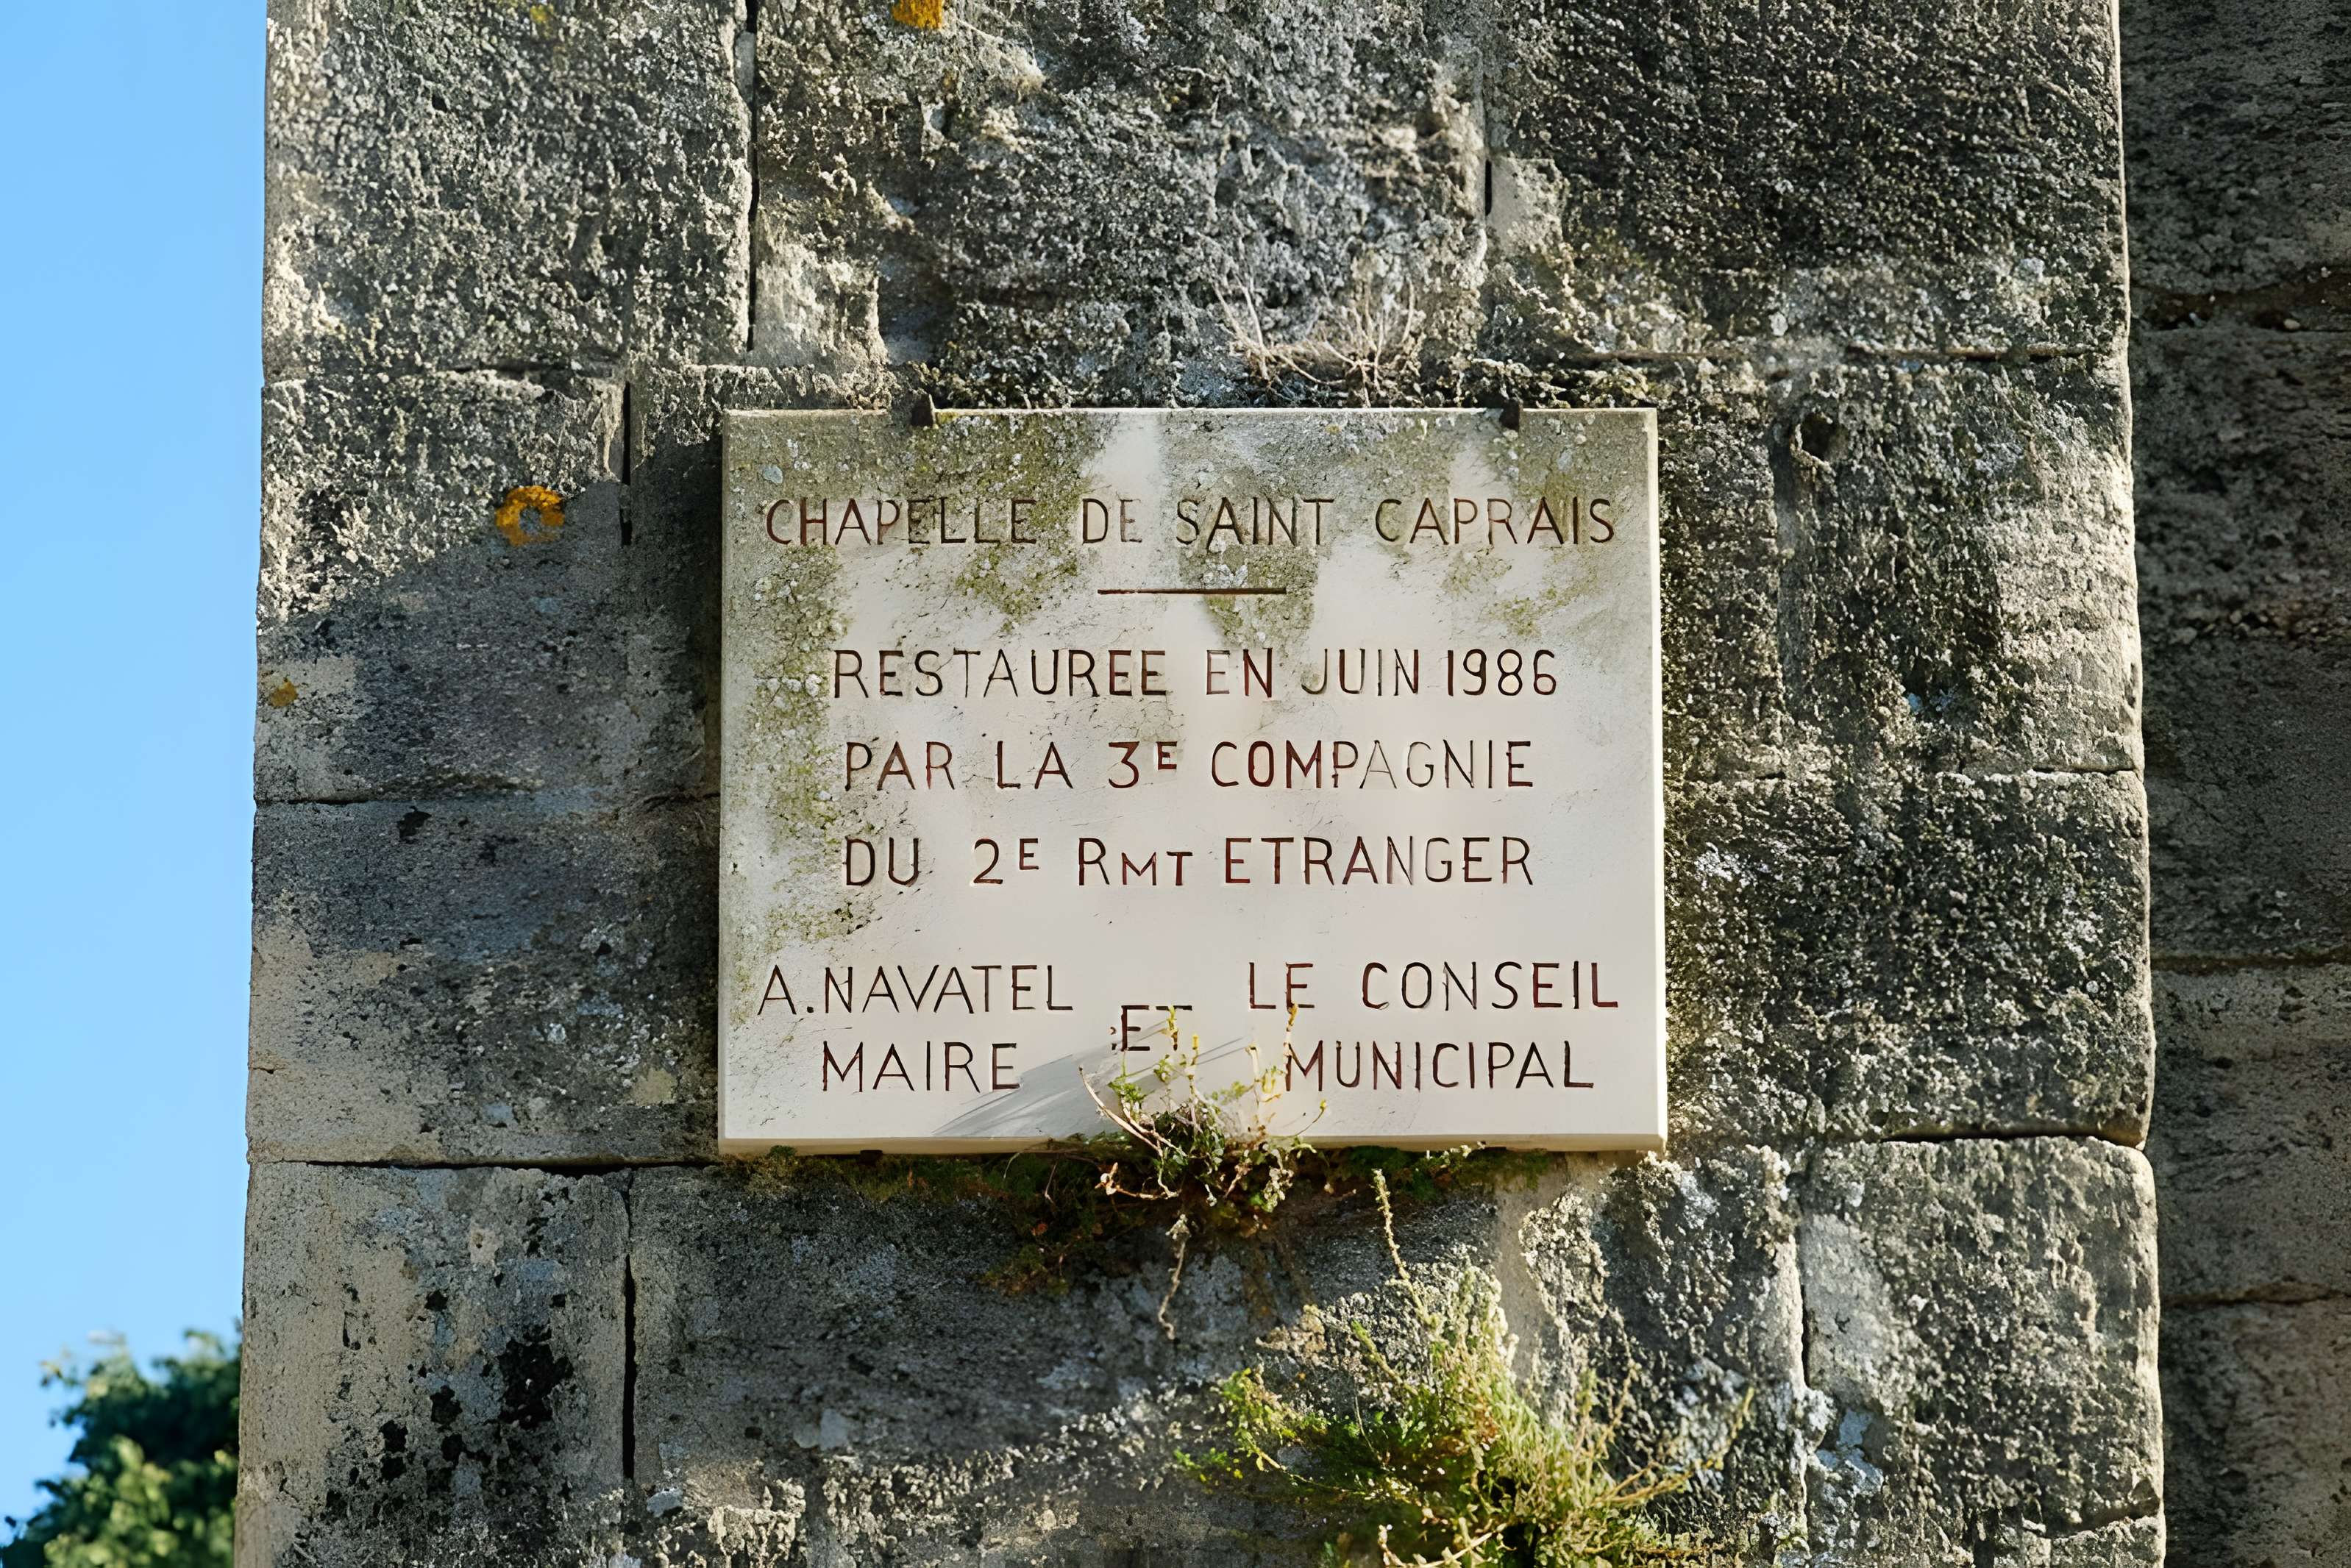 CHAPELLE DE SAINT CAPRAIS
RESTAUREE EN JUIN 1986
PAR LA 3E COMPAGNIE
DU 2E RMT ETRANGER
A. NAVATEL ET LE CONSEIL
MAIRE MUNICIPAL